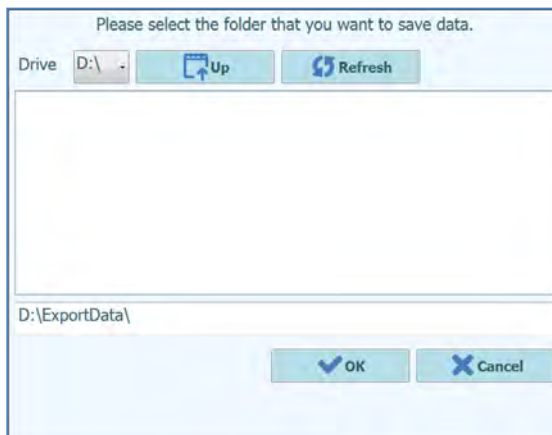 Please select the folder that you want to save data.
Drive D:\ Up Refresh
D:\ExportData\
OK Cancel